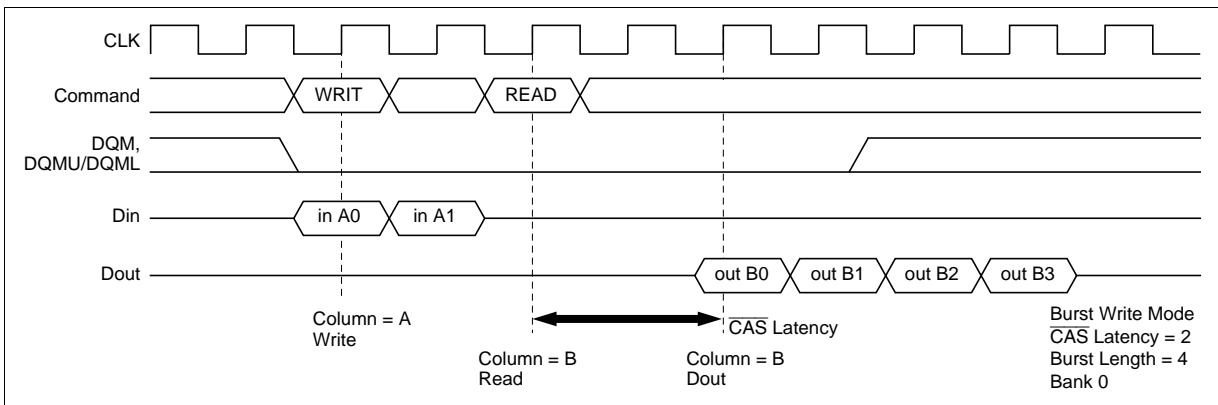 CLK
Command
WRIT
READ
DQM,
DQMU/DQML
Din
in A0
in A1
Dout
out B0
out B1
out B2
out B3
Column = A
Write
CAS Latency
Column = B
Read
Column = B
Dout
Burst Write Mode
CAS Latency = 2
Burst Length = 4
Bank 0